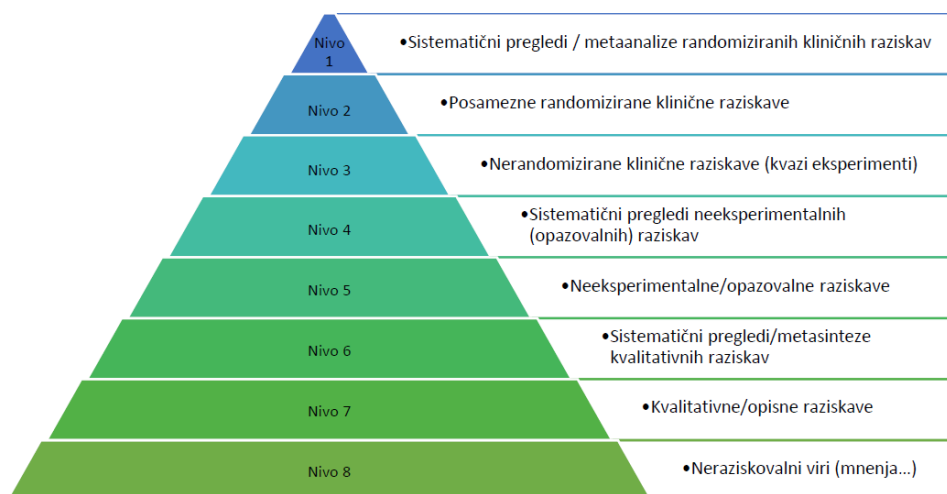 Nivo
1
•Sistematični pregledi / metaanalize randomiziranih kliničnih raziskav
Nivo 2
•Posamezne randomizirane klinične raziskave
Nivo 3
•Nerandomizirane klinične raziskave (kvazi eksperimenti)
Nivo 4
•Sistematični pregledi neeksperimentalnih
(opazovalnih) raziskav
Nivo 5
•Neeksperimentalne/opazovalne raziskave
Nivo 6
•Sistematični pregledi/metasinteze
kvalitativnih raziskav
Nivo 7
•Kvalitativne/opisne raziskave
Nivo 8
•Neraziskovalni viri (mnenja...)